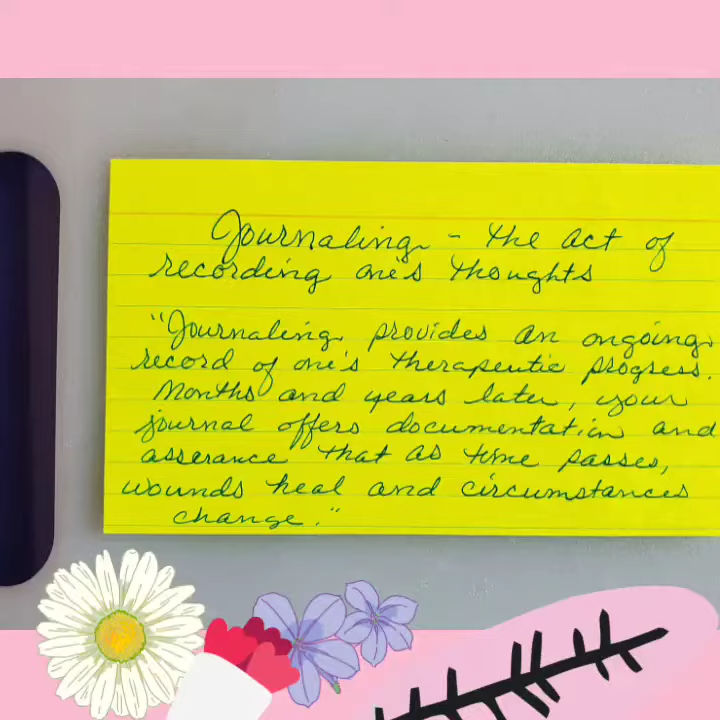 Journaling - the act of
recording one's thoughts
"Journaling provides an ongoing
record of one's therapeutic progress.
Months and years later, your
journal offers documentation and
asserance that as time passes,
wounds heal and circumstances
change."